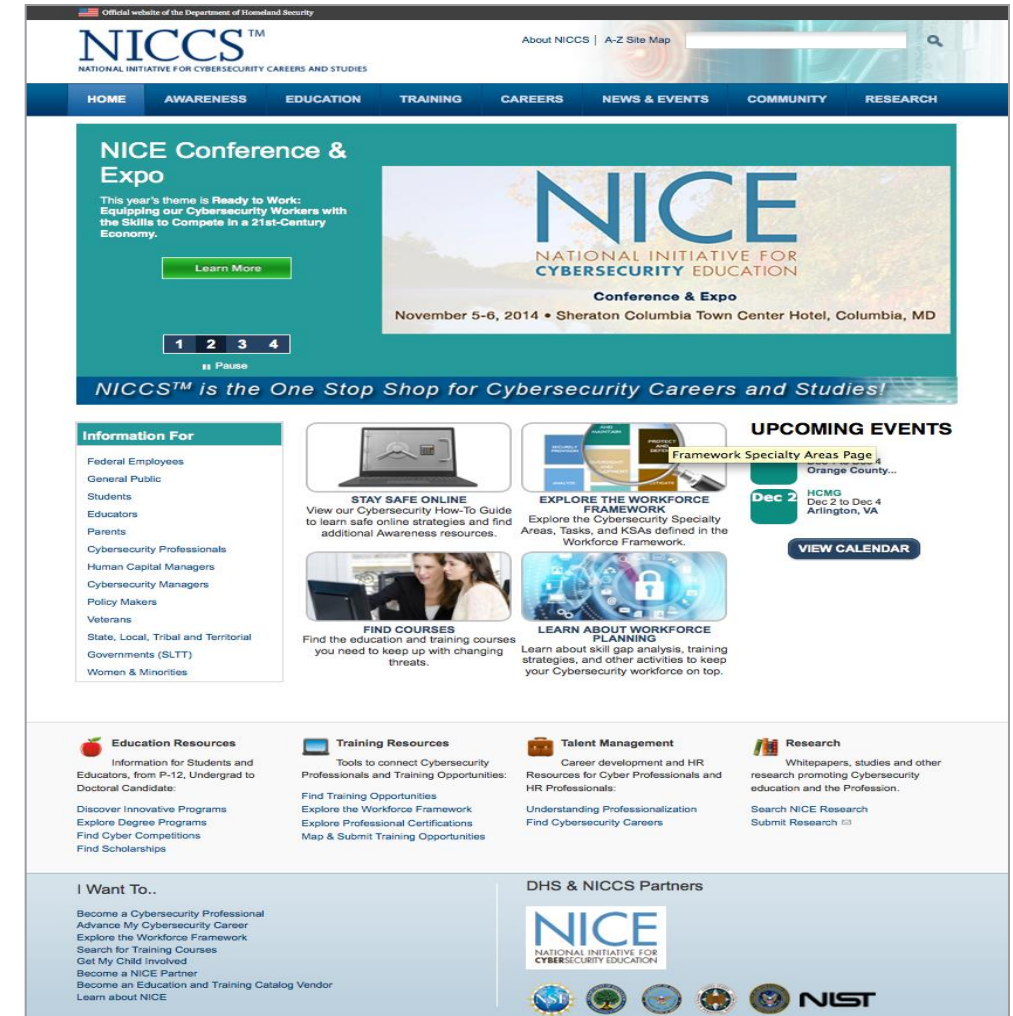 Official website of the Department of Homeland Security
NICCS™
NATIONAL INITIATIVE FOR CYBERSECURITY CAREERS AND STUDIES
About NICCS | A-Z Site Map
HOME AWARENESS EDUCATION TRAINING CAREERS NEWS & EVENTS COMMUNITY RESEARCH
NICE Conference &
Expo
This year's theme is Ready to Work:
Equipping our Cybersecurity Workers with
the Skills to Compete in a 21st-Century
Economy.
Learn More
1 2 3 4
Pause
NICE
NATIONAL INITIATIVE FOR
CYBERSECURITY EDUCATION
Conference & Expo
November 5-6, 2014 • Sheraton Columbia Town Center Hotel, Columbia, MD
NICCS™ is the One Stop Shop for Cybersecurity Careers and Studies!
Information For
Federal Employees
General Public
Students
Educators
Parents
Cybersecurity Professionals
Human Capital Managers
Cybersecurity Managers
Policy Makers
Veterans
State, Local, Tribal and Territorial
Governments (SLTT)
Women & Minorities
STAY SAFE ONLINE
View our Cybersecurity How-To Guide
to learn safe online strategies and find
additional Awareness resources.
PROTECT
AND
Framework Specialty Areas Page
EXPLORE THE WORKFORCE
FRAMEWORK
Explore the Cybersecurity Specialty
Areas, Tasks, and KSAs defined in the
Workforce Framework.
FIND COURSES
Find the education and training courses
you need to keep up with changing
threats.
LEARN ABOUT WORKFORCE
PLANNING
Learn about skill gap analysis, training
strategies, and other activities to keep
your Cybersecurity workforce on top.
UPCOMING EVENTS
Orange County...
Dec 2
HCMG
Dec 2 to Dec 4
Arlington, VA
VIEW CALENDAR
Education Resources
Information for Students and
Educators, from P-12, Undergrad to
Doctoral Candidate:
Discover Innovative Programs
Explore Degree Programs
Find Cyber Competitions
Find Scholarships
Training Resources
Tools to connect Cybersecurity
Professionals and Training Opportunities:
Find Training Opportunities
Explore the Workforce Framework
Explore Professional Certifications
Map & Submit Training Opportunities
Talent Management
Career development and HR
Resources for Cyber Professionals and
HR Professionals:
Understanding Professionalization
Find Cybersecurity Careers
Research
Whitepapers, studies and other
research promoting Cybersecurity
education and the Profession.
Search NICE Research
Submit Research
I Want To..
Become a Cybersecurity Professional
Advance My Cybersecurity Career
Explore the Workforce Framework
Search for Training Courses
Get My Child Involved
Become a NICE Partner
Become an Education and Training Catalog Vendor
Learn about NICE
DHS & NICCS Partners
NICE
NATIONAL INITIATIVE FOR
CYBERSECURITY EDUCATION
NSF
NIST